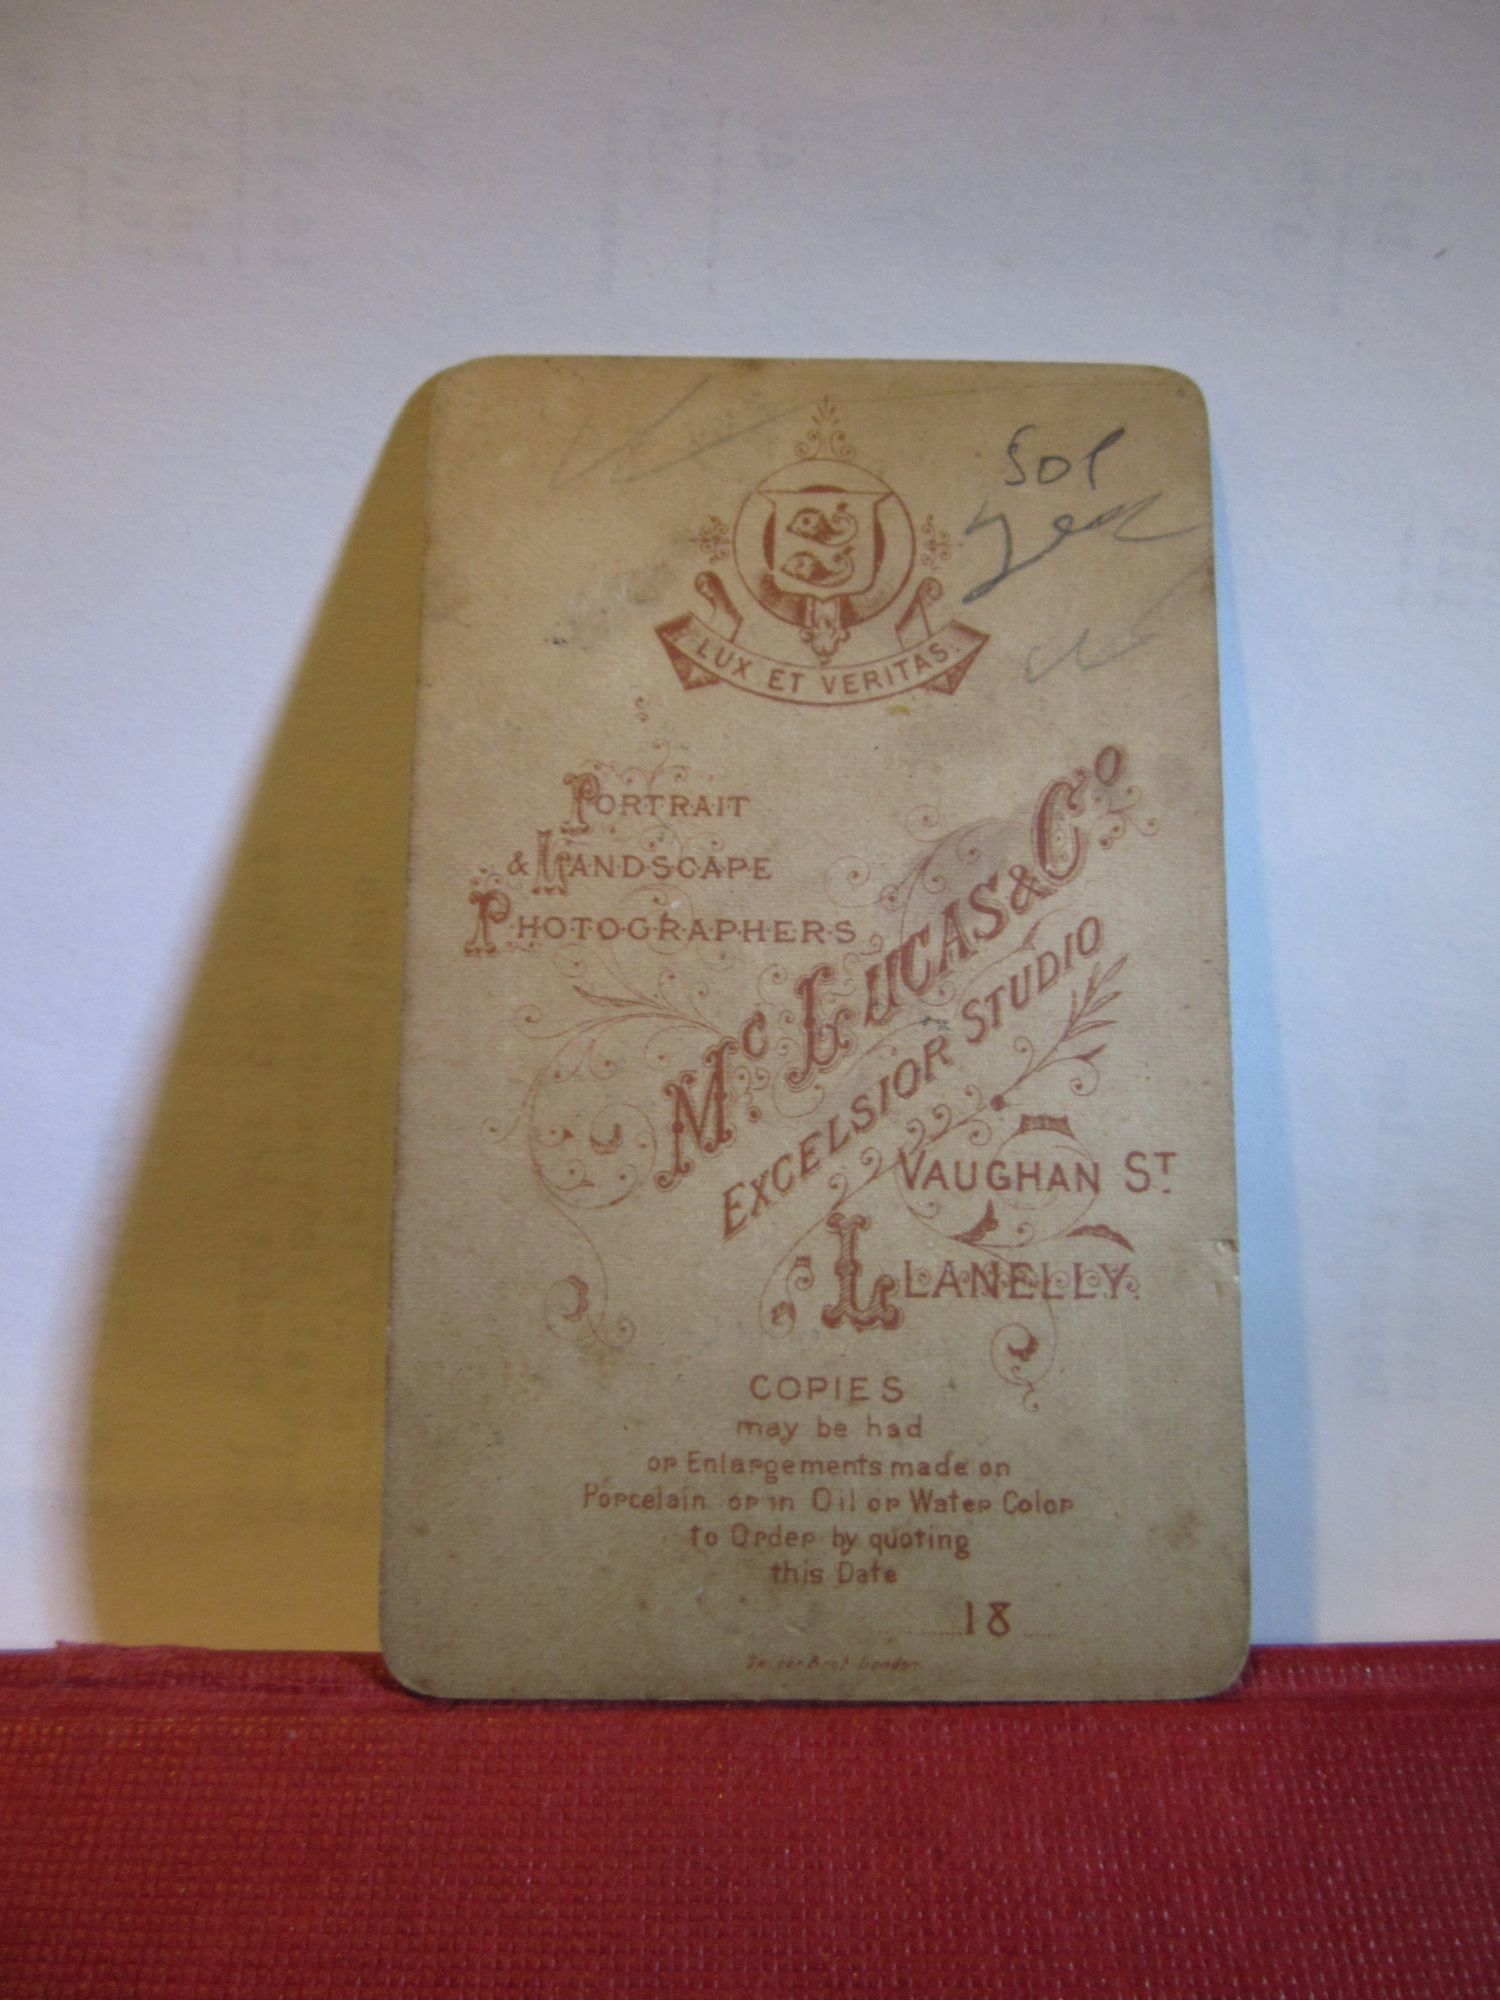 LUX ET VERITAS.
PORTRAIT
& LANDSCAPE
PHOTOGRAPHERS
Mc LUCAS & Co
EXCELSIOR STUDIO
VAUGHAN ST.
LLANELLY.
COPIES
may be had
or Enlargements made on
Porcelain or in Oil or Water Color
to Order by quoting
this Date
18
London